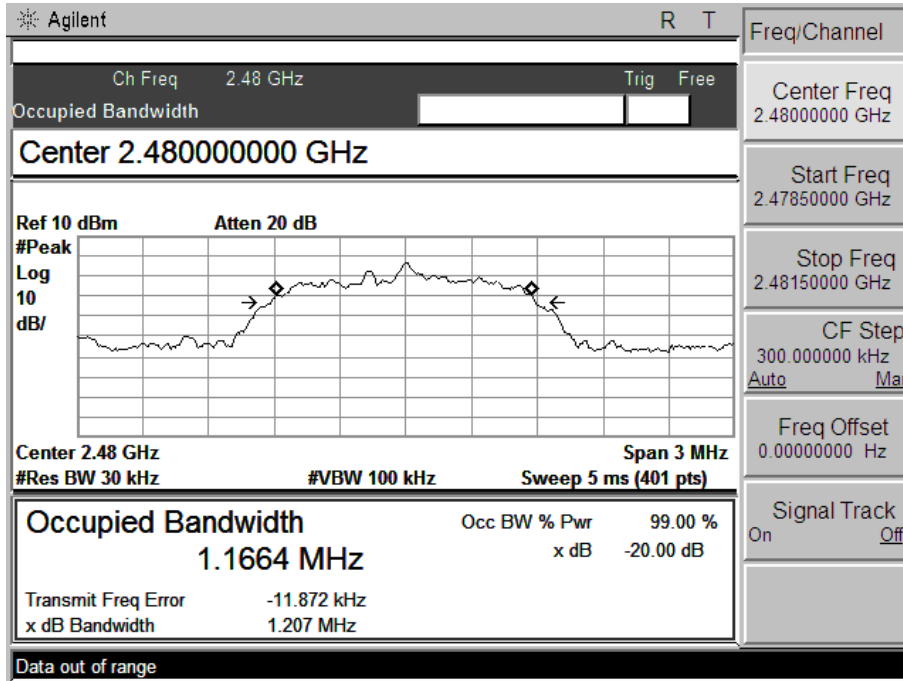 Agilent R T
Ch Freq 2.48 GHz Trig Free
Occupied Bandwidth
Center 2.480000000 GHz
Ref 10 dBm Atten 20 dB
#Peak
Log
10
dB/
Center 2.48 GHz Span 3 MHz
#Res BW 30 kHz #VBW 100 kHz Sweep 5 ms (401 pts)
Occupied Bandwidth Occ BW % Pwr 99.00 %
1.1664 MHz x dB -20.00 dB
Transmit Freq Error -11.872 kHz
x dB Bandwidth 1.207 MHz
Data out of range
Freq/Channel
Center Freq
2.48000000 GHz
Start Freq
2.47850000 GHz
Stop Freq
2.48150000 GHz
CF Step
300.000000 kHz
Auto Ma
Freq Offset
0.00000000 Hz
Signal Track
On Off